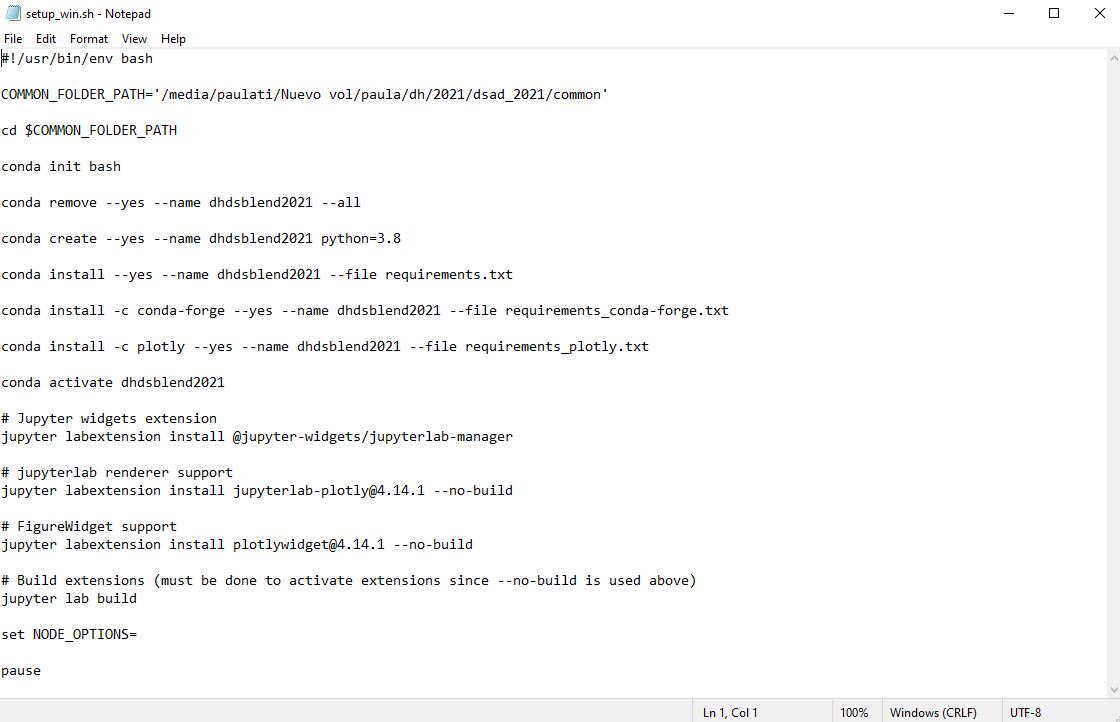 setup_win.sh - Notepad
File Edit Format View Help
#!/usr/bin/env bash
COMMON_FOLDER_PATH='/media/paulati/Nuevo vol/paula/dh/2021/dsad_2021/common'
cd $COMMON_FOLDER_PATH
conda init bash
conda remove --yes --name dhdsblend2021 --all
conda create --yes --name dhdsblend2021 python=3.8
conda install --yes --name dhdsblend2021 --file requirements.txt
conda install -c conda-forge --yes --name dhdsblend2021 --file requirements_conda-forge.txt
conda install -c plotly --yes --name dhdsblend2021 --file requirements_plotly.txt
conda activate dhdsblend2021
# Jupyter widgets extension
jupyter labextension install @jupyter-widgets/jupyterlab-manager
# jupyterlab renderer support
jupyter labextension install jupyterlab-plotly@4.14.1 --no-build
# FigureWidget support
jupyter labextension install plotlywidget@4.14.1 --no-build
# Build extensions (must be done to activate extensions since --no-build is used above)
jupyter lab build
set NODE_OPTIONS=
pause
Ln 1, Col 1 100% Windows (CRLF) UTF-8